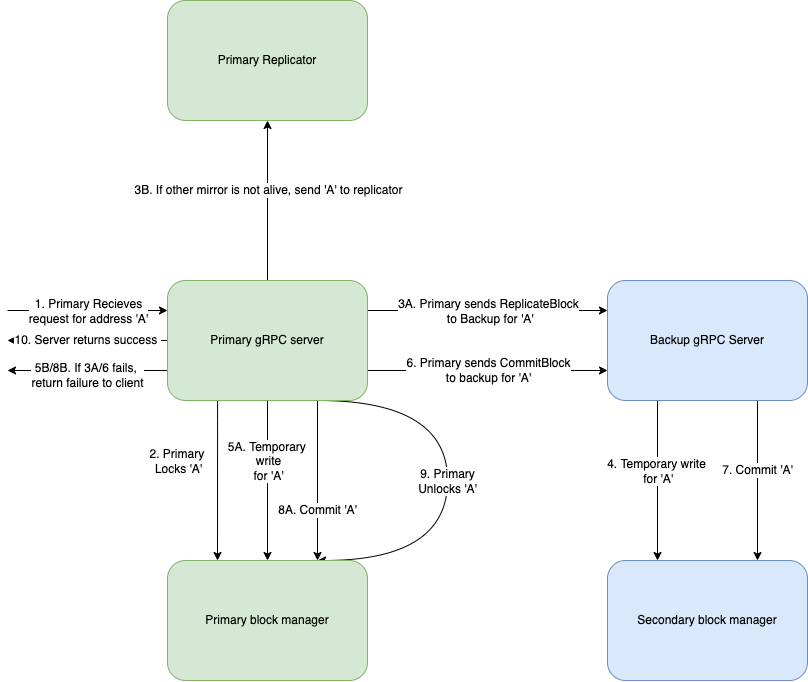 Primary Replicator
3B. If other mirror is not alive, send 'A' to replicator
1. Primary Recieves
request for address 'A'
10. Server returns success
5B/8B. If 3A/6 fails,
return failure to client
Primary gRPC server
3A. Primary sends ReplicateBlock
to Backup for 'A'
6. Primary sends CommitBlock
to backup for 'A'
Backup gRPC Server
2. Primary
Locks 'A'
5A. Temporary
write
for 'A'
8A. Commit 'A'
9. Primary
Unlocks 'A'
4. Temporary write
for 'A'
7. Commit 'A'
Primary block manager
Secondary block manager